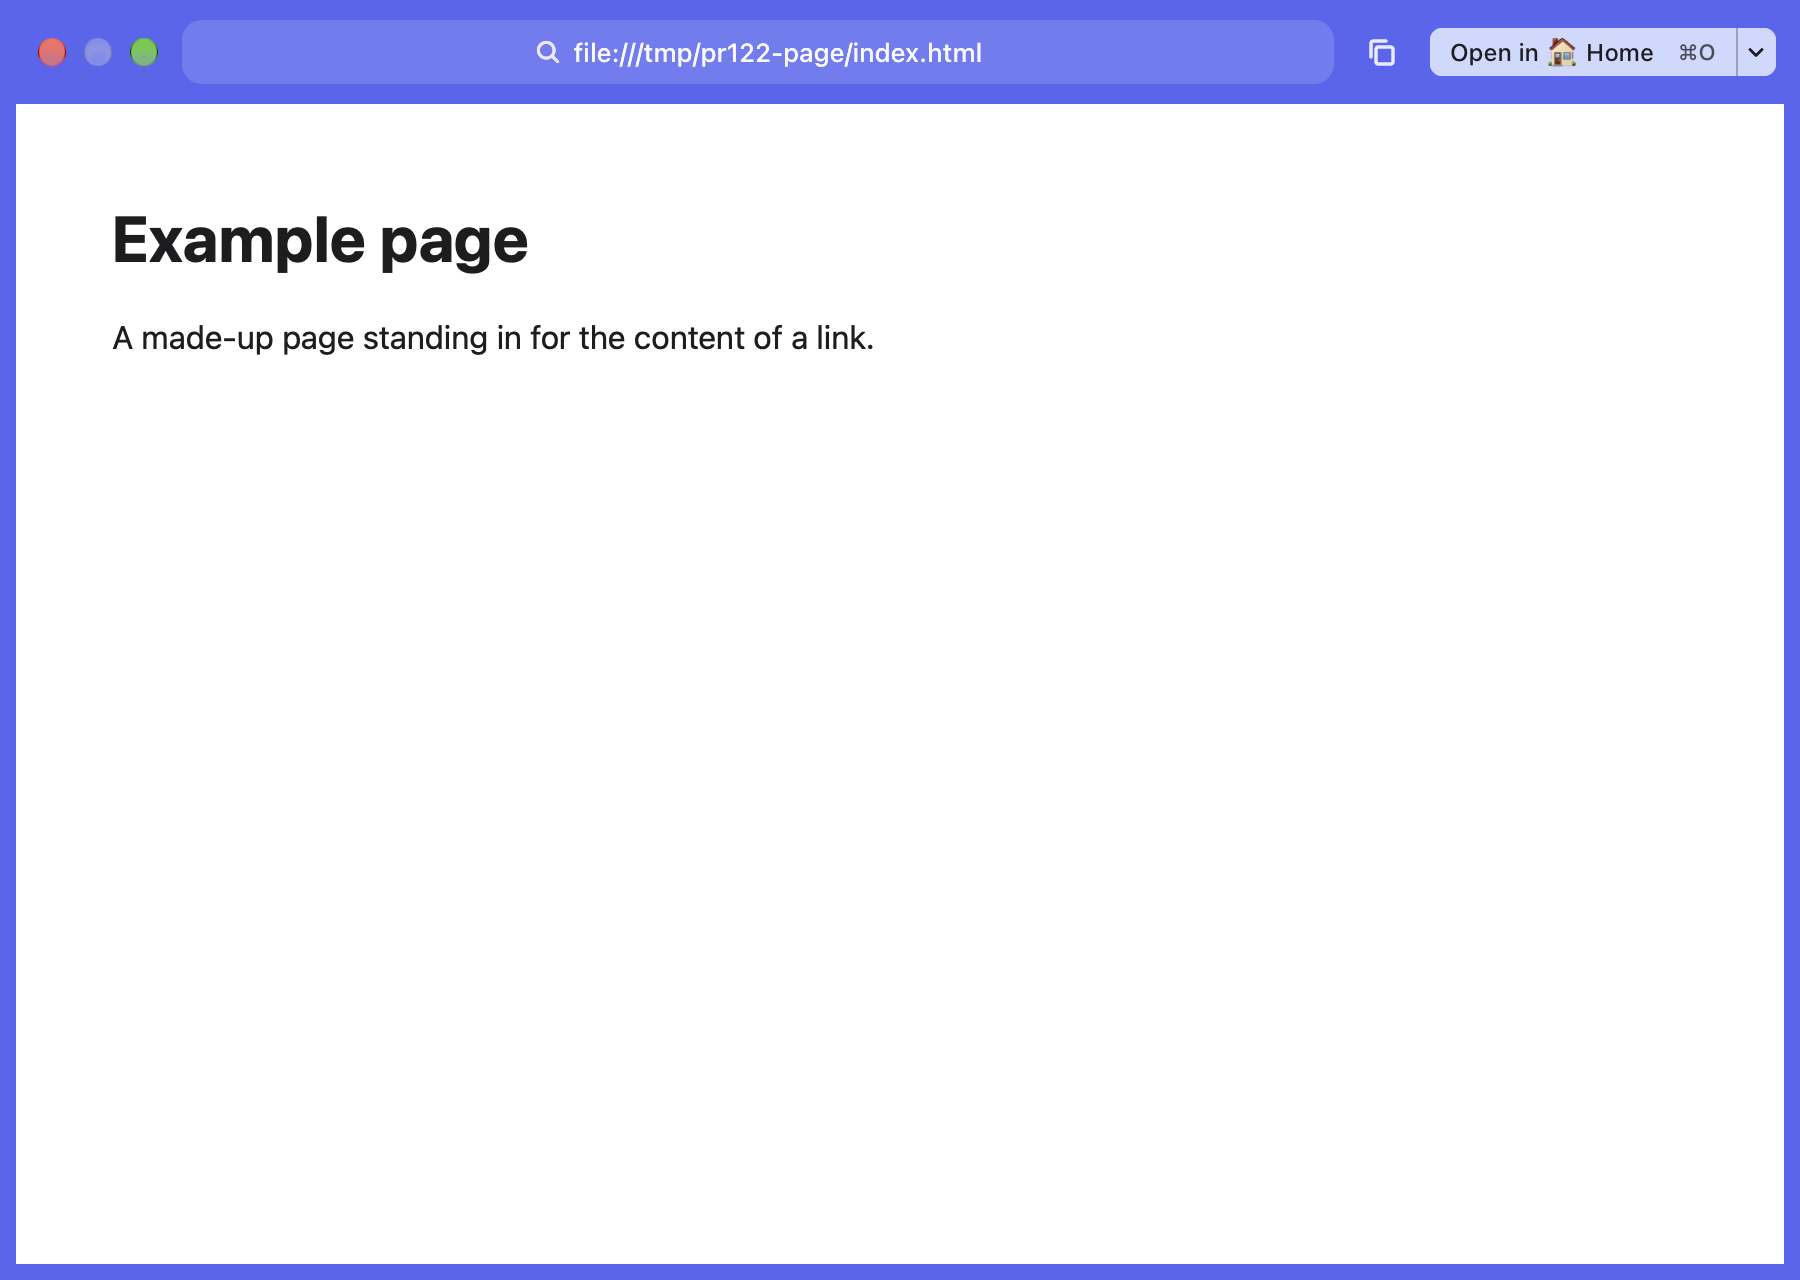 file:///tmp/pr122-page/index.html
Open in 🏠 Home ⌘O
Example page
A made-up page standing in for the content of a link.